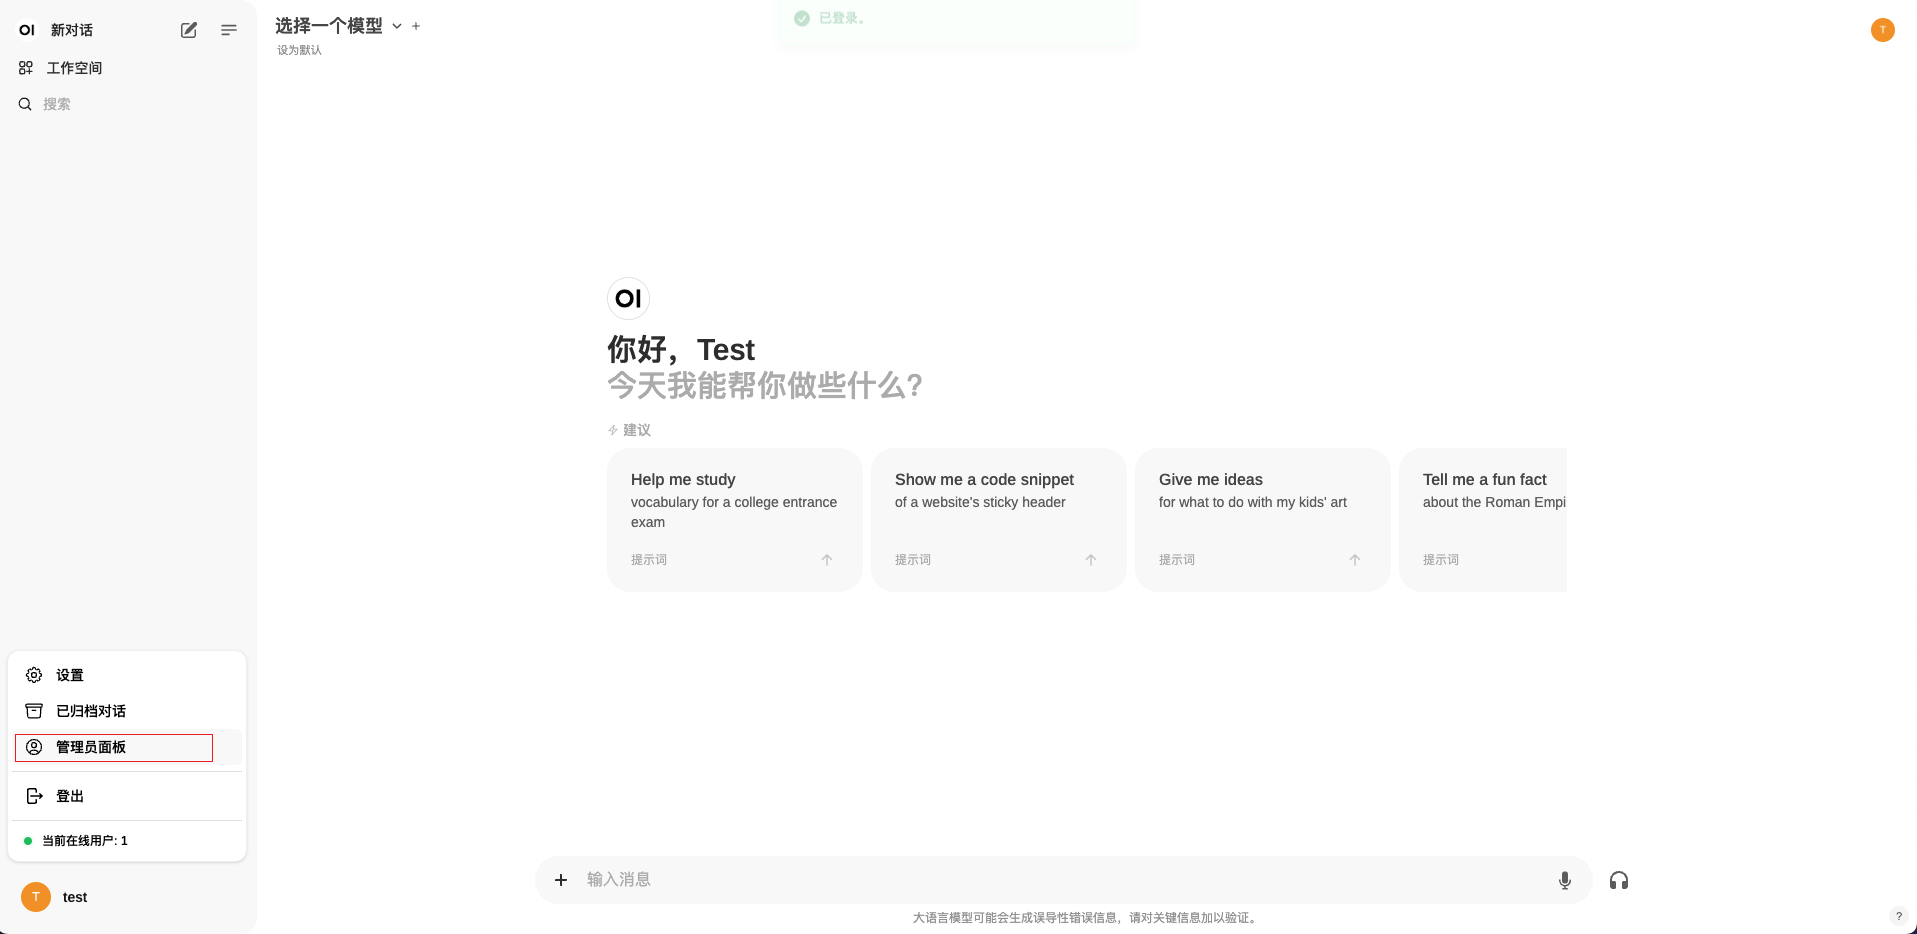 OI 新对话
工作空间
搜索
选择一个模型
设为默认
已登录。
T
OI
你好，Test
今天我能帮你做些什么?
建议
Help me study
vocabulary for a college entrance
exam
提示词
Show me a code snippet
of a website's sticky header
提示词
Give me ideas
for what to do with my kids' art
提示词
Tell me a fun fact
about the Roman Empi
提示词
设置
已归档对话
管理员面板
登出
当前在线用户: 1
T test
输入消息
大语言模型可能会生成误导性错误信息，请对关键信息加以验证。
?